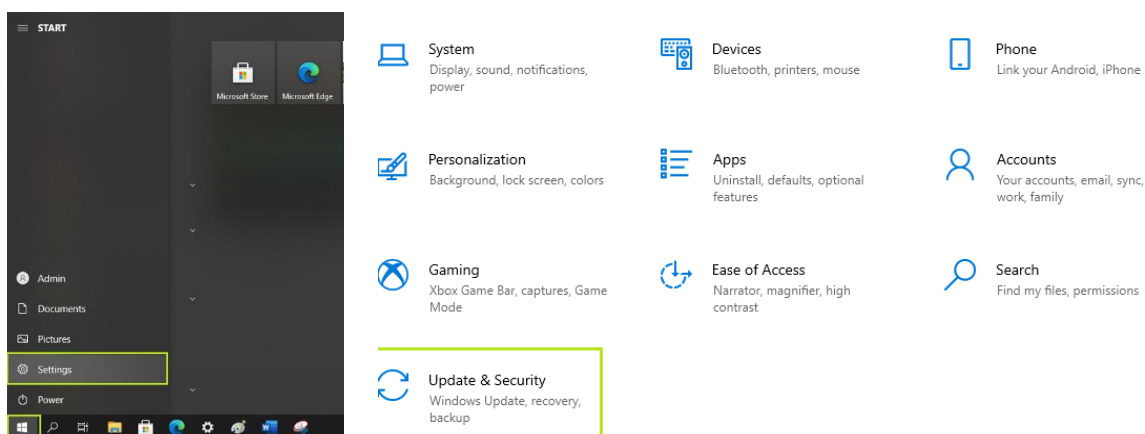 START
Microsoft Store
Microsoft Edge
Admin
Documents
Pictures
Settings
Power
System
Display, sound, notifications,
power
Devices
Bluetooth, printers, mouse
Phone
Link your Android, iPhone
Personalization
Background, lock screen, colors
Apps
Uninstall, defaults, optional
features
Accounts
Your accounts, email, sync,
work, family
Gaming
Xbox Game Bar, captures, Game
Mode
Ease of Access
Narrator, magnifier, high
contrast
Search
Find my files, permissions
Update & Security
Windows Update, recovery,
backup